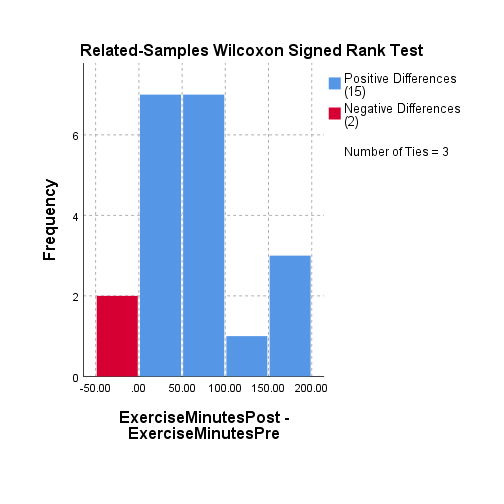 Related-Samples Wilcoxon Signed Rank Test
Positive Differences
(15)
Negative Differences
(2)
Number of Ties = 3
Frequency
6
4
2
0
-50.00 .00 50.00 100.00 150.00 200.00
ExerciseMinutesPost -
ExerciseMinutesPre